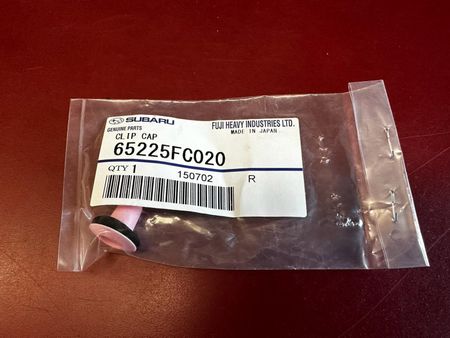 SUBARU
FUJI HEAVY INDUSTRIES LTD.
GENUINE PARTS
MADE IN JAPAN
CLIP CAP
65225FC020
QTY 1
150702 R